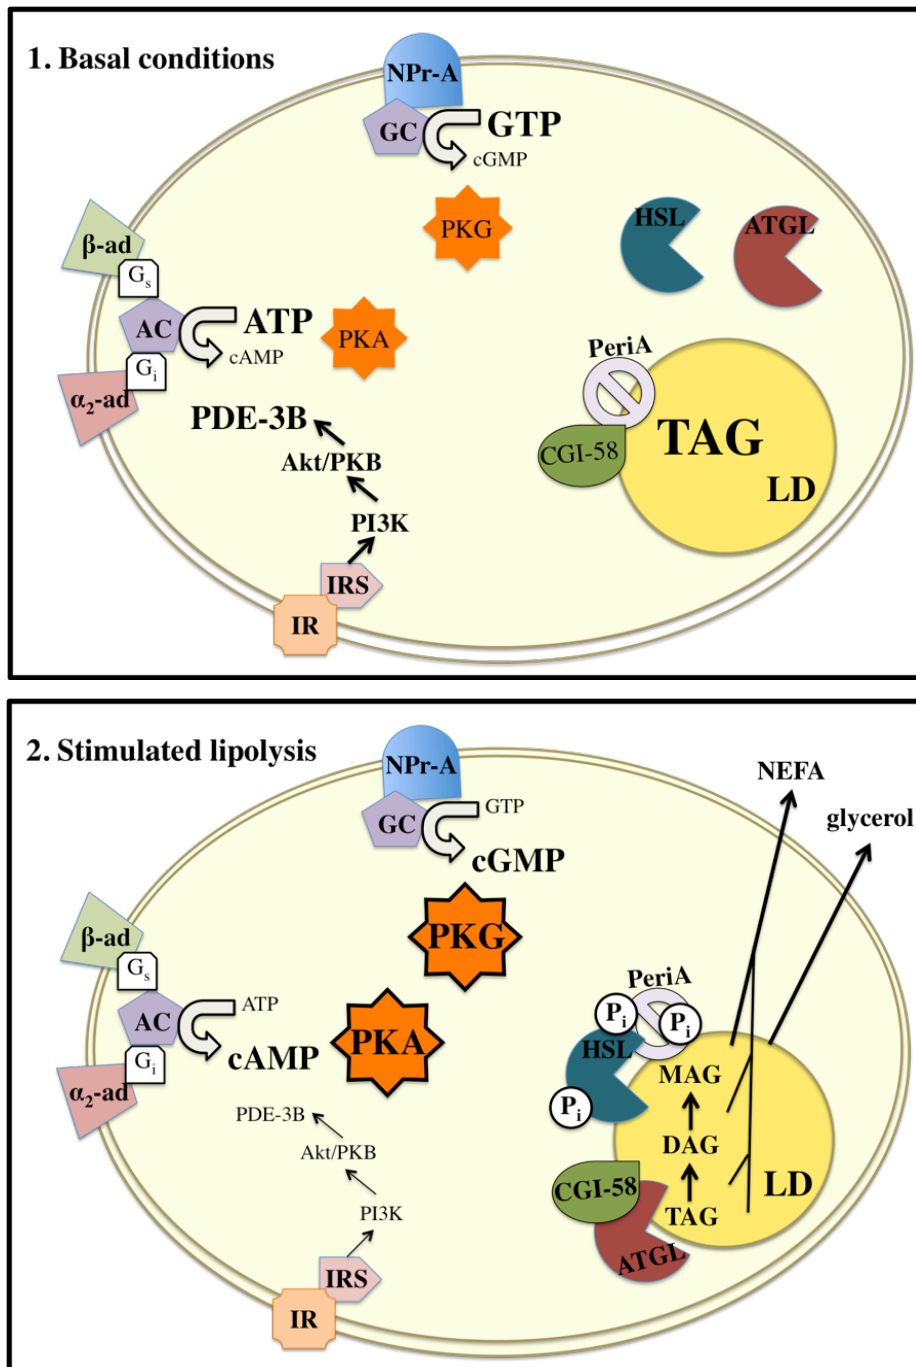 1. Basal conditions
NPr-A
GC
GTP
cGMP
PKG
HSL
ATGL
β-ad
Gs
AC
ATP
cAMP
PKA
Gi
α2-ad
PeriA
CGI-58
TAG
LD
PDE-3B
Akt/PKB
PI3K
IRS
IR
2. Stimulated lipolysis
NPr-A
GC
GTP
cGMP
NEFA
glycerol
PKG
β-ad
Gs
AC
ATP
cAMP
PKA
Gi
α2-ad
PeriA
Pi
Pi
HSL
Pi
MAG
DAG
TAG
LD
CGI-58
ATGL
PDE-3B
Akt/PKB
PI3K
IRS
IR